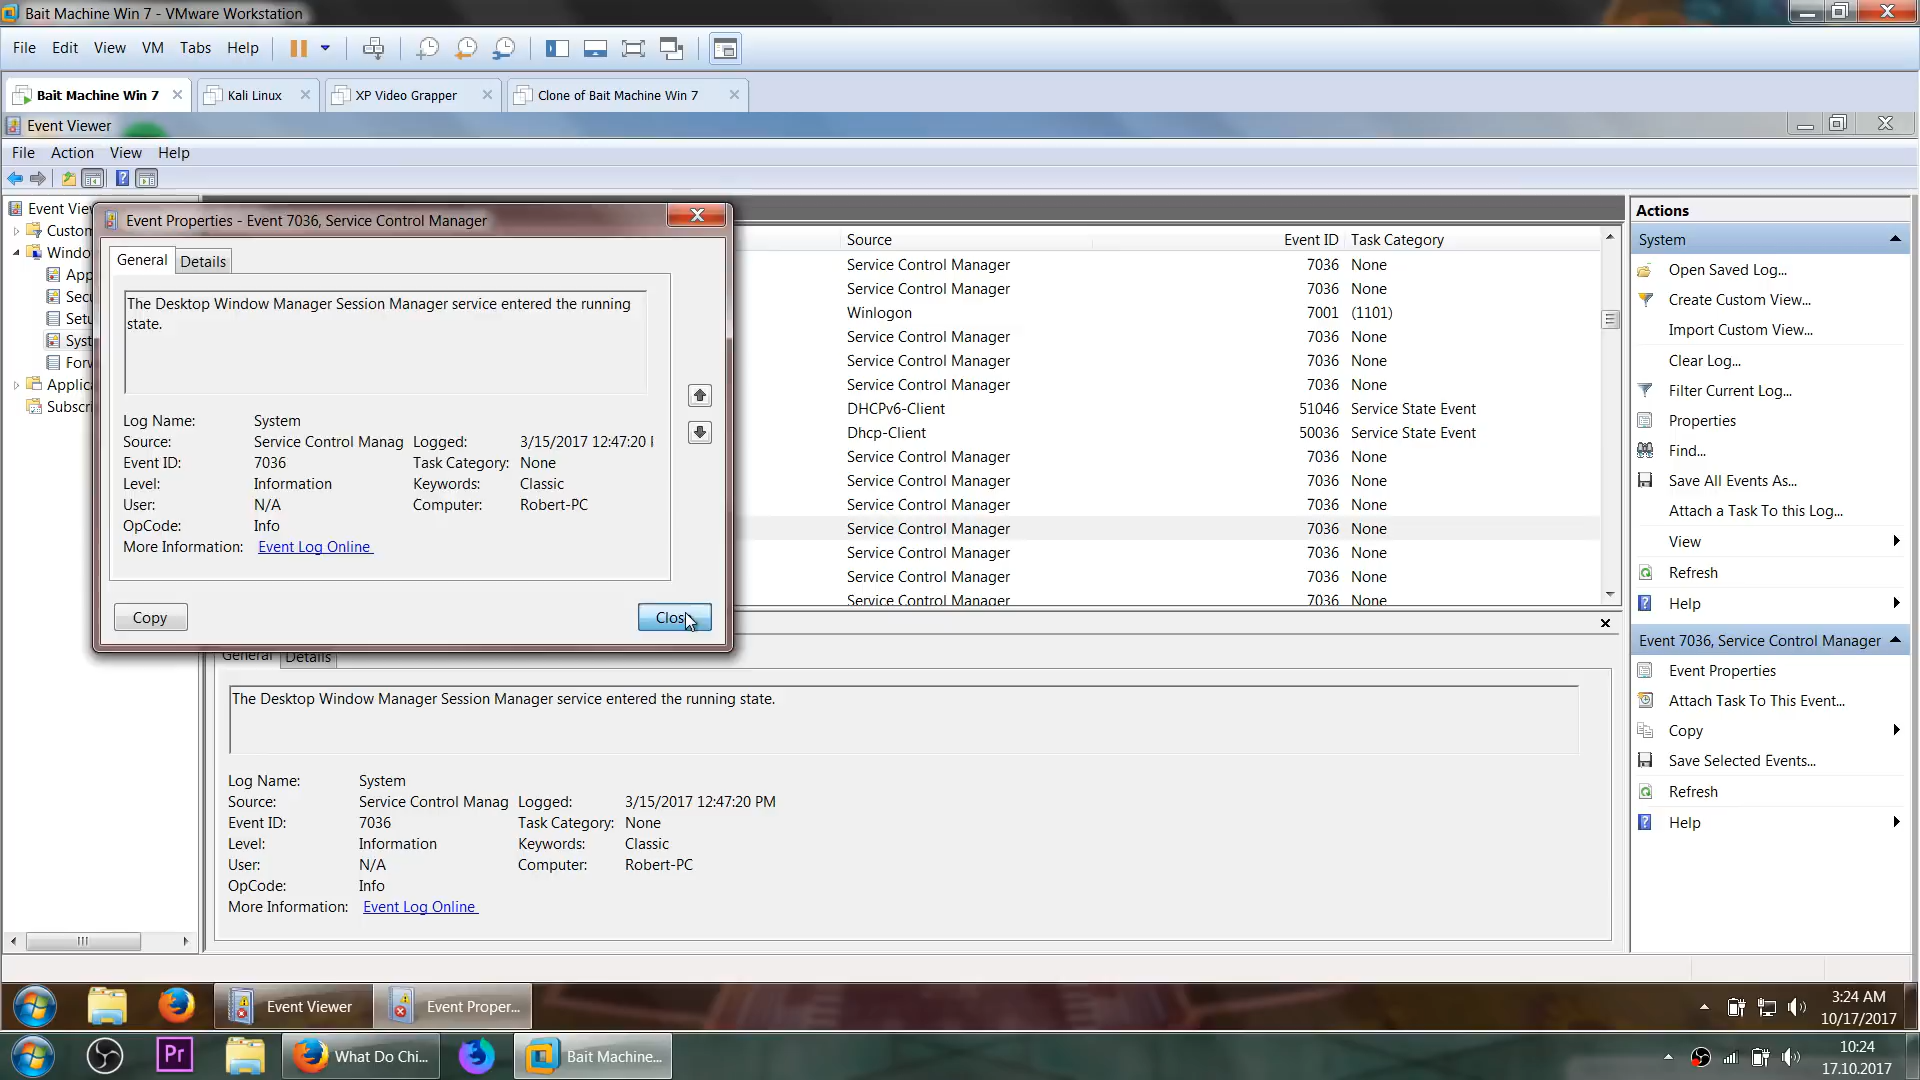 Bait Machine Win 7 - VMware Workstation
File Edit View VM Tabs Help
Bait Machine Win 7
Kali Linux
XP Video Grapper
Clone of Bait Machine Win 7
Event Viewer
File Action View Help
Event Vie
Custom
Windo
App
Secu
Setu
Syst
Forv
Applica
Subscri
Event Properties - Event 7036, Service Control Manager
General Details
The Desktop Window Manager Session Manager service entered the running
state.
Log Name: System
Source: Service Control Manag Logged: 3/15/2017 12:47:20
Event ID: 7036 Task Category: None
Level: Information Keywords: Classic
User: N/A Computer: Robert-PC
OpCode: Info
More Information: Event Log Online
Copy
Clos
Source Event ID Task Category
Service Control Manager 7036 None
Service Control Manager 7036 None
Winlogon 7001 (1101)
Service Control Manager 7036 None
Service Control Manager 7036 None
Service Control Manager 7036 None
DHCPv6-Client 51046 Service State Event
Dhcp-Client 50036 Service State Event
Service Control Manager 7036 None
Service Control Manager 7036 None
Service Control Manager 7036 None
Service Control Manager 7036 None
Service Control Manager 7036 None
Service Control Manager 7036 None
Service Control Manager 7036 None
General Details
The Desktop Window Manager Session Manager service entered the running state.
Log Name: System
Source: Service Control Manag Logged: 3/15/2017 12:47:20 PM
Event ID: 7036 Task Category: None
Level: Information Keywords: Classic
User: N/A Computer: Robert-PC
OpCode: Info
More Information: Event Log Online
Actions
System
Open Saved Log...
Create Custom View...
Import Custom View...
Clear Log...
Filter Current Log...
Properties
Find...
Save All Events As...
Attach a Task To this Log...
View
Refresh
Help
Event 7036, Service Control Manager
Event Properties
Attach Task To This Event...
Copy
Save Selected Events...
Refresh
Help
Event Viewer
Event Proper...
3:24 AM
10/17/2017
Pr
What Do Chi...
Bait Machine...
10:24
17.10.2017